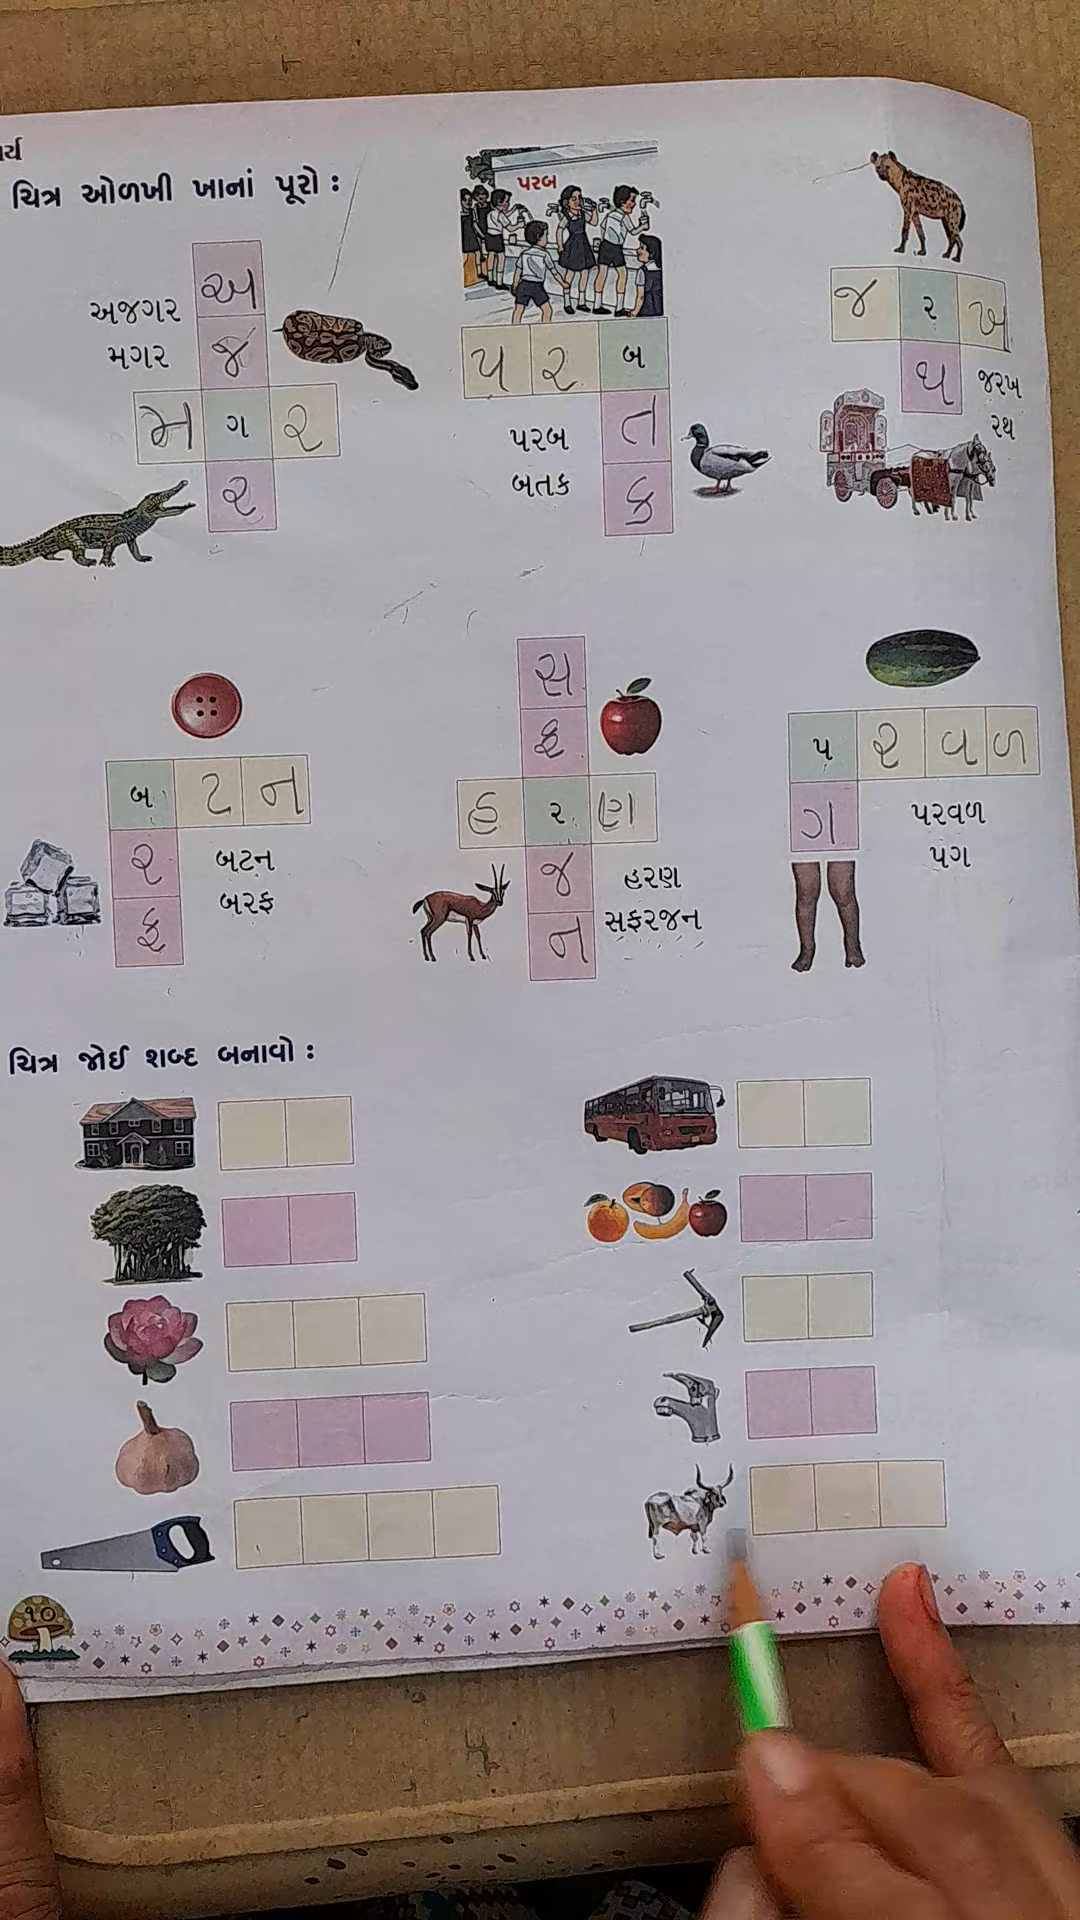 ર્ય
ચિત્ર ઓળખી ખાનાં પૂરો :
પરબ
અજગર
મગર
અ
જ
મ ગ ર
ર
પ ર બ
ત
ક
પરબ
બતક
જ ર ખ
થ
જરખ
રથ
બ ટ ન
ર
ફ
બટન
બરફ
સ
ફ
હ ર ણ
જ
ન
હરણ
સફરજન
પ ર વ ળ
ગ
પરવળ
પગ
ચિત્ર જોઈ શબ્દ બનાવો :
૧૦